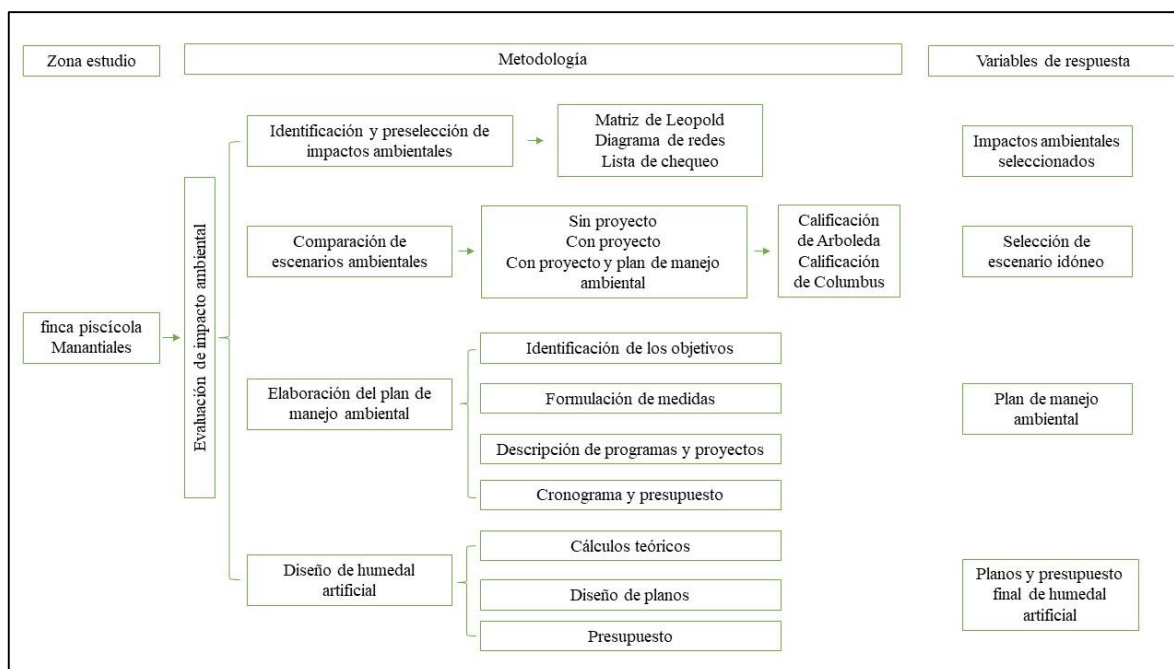 Zona estudio
Metodología
Variables de respuesta
Identificación y preselección de
impactos ambientales
Matriz de Leopold
Diagrama de redes
Lista de chequeo
Impactos ambientales
seleccionados
Comparación de
escenarios ambientales
Sin proyecto
Con proyecto
Con proyecto y plan de manejo
ambiental
Calificación
de Arboleda
Calificación
de Columbus
Selección de
escenario idóneo
finca piscícola
Manantiales
Evaluación de impacto ambiental
Elaboración del plan de
manejo ambiental
Identificación de los objetivos
Formulación de medidas
Descripción de programas y proyectos
Cronograma y presupuesto
Plan de manejo
ambiental
Diseño de humedal
artificial
Cálculos teóricos
Diseño de planos
Presupuesto
Planos y presupuesto
final de humedal
artificial